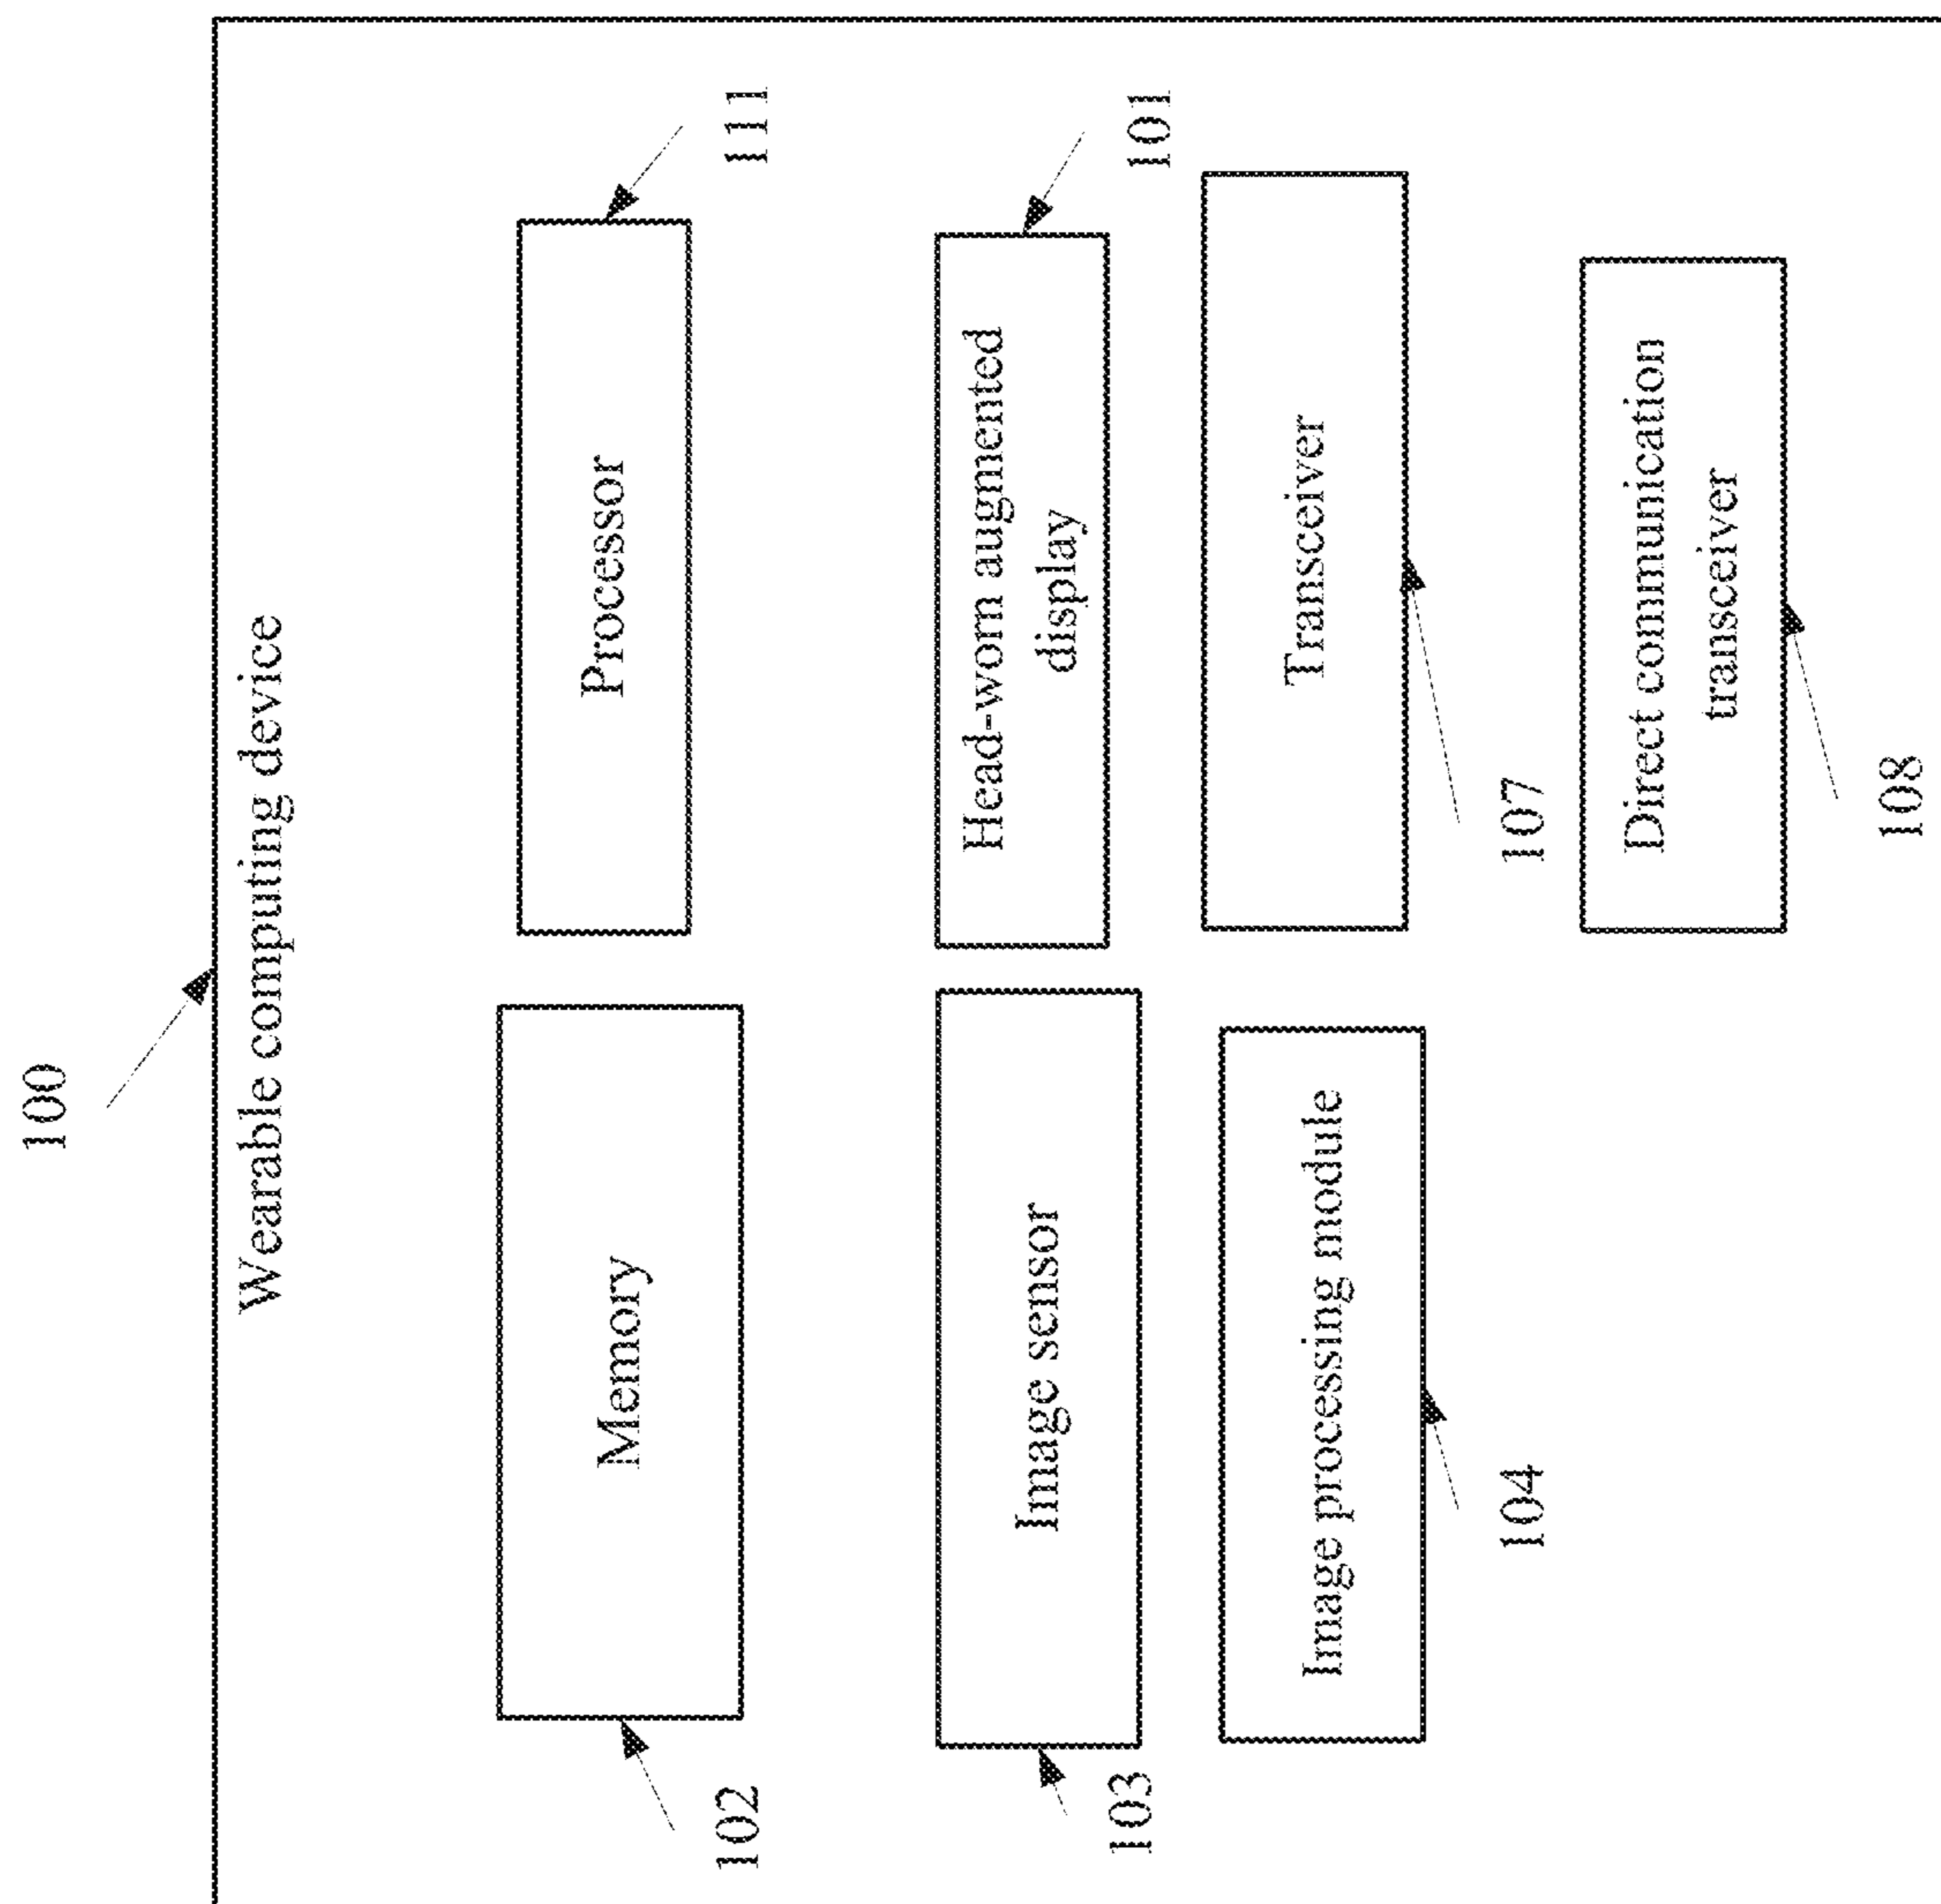 100
Wearable computing device
Memory
102
Processor
111
Image sensor
103
Head-worn augmented
display
101
Image processing module
104
Transceiver
107
Direct communication
transceiver
108